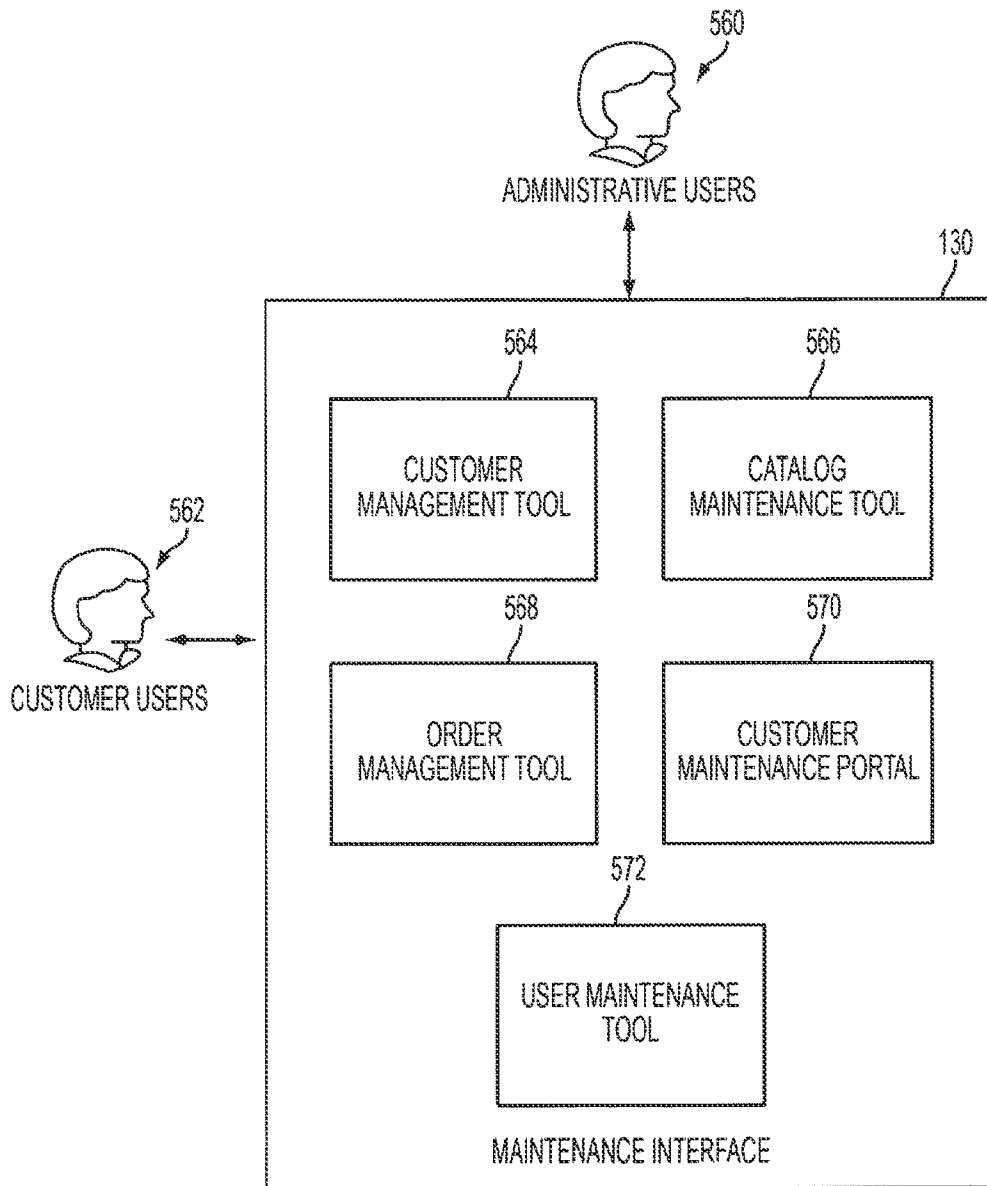 560
ADMINISTRATIVE USERS
130
564
566
CUSTOMER
MANAGEMENT TOOL
CATALOG
MAINTENANCE TOOL
562
CUSTOMER USERS
568
570
ORDER
MANAGEMENT TOOL
CUSTOMER
MAINTENANCE PORTAL
572
USER MAINTENANCE
TOOL
MAINTENANCE INTERFACE